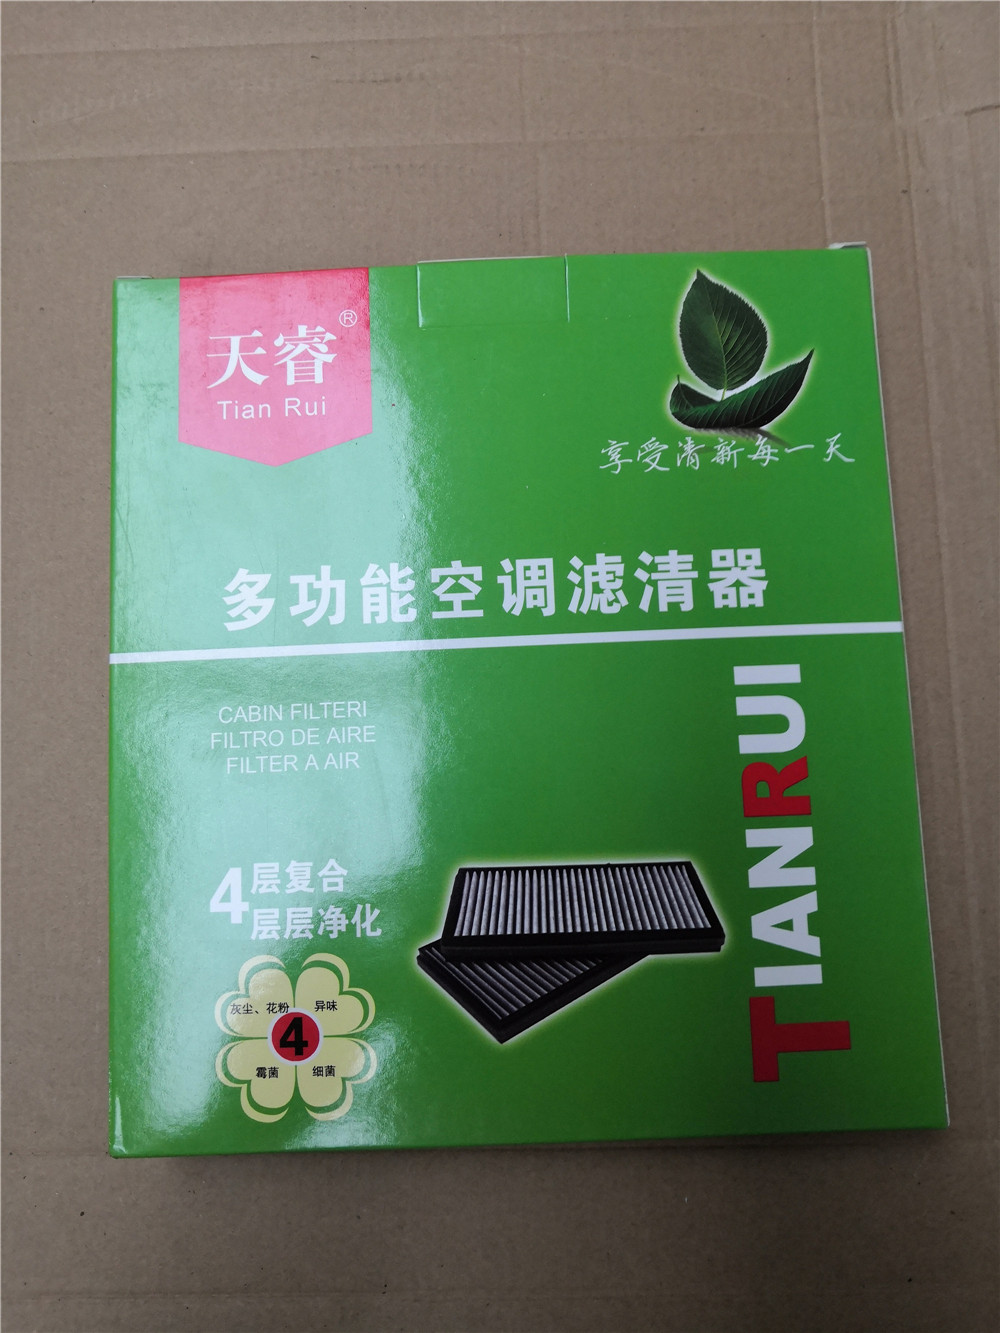 天睿®
Tian Rui
享受清新每一天
多功能空调滤清器
CABIN FILTERI
FILTRO DE AIRE
FILTER A AIR
TIANRUI
4层复合
层层净化
灰尘、花粉
异味
4
霉菌
细菌